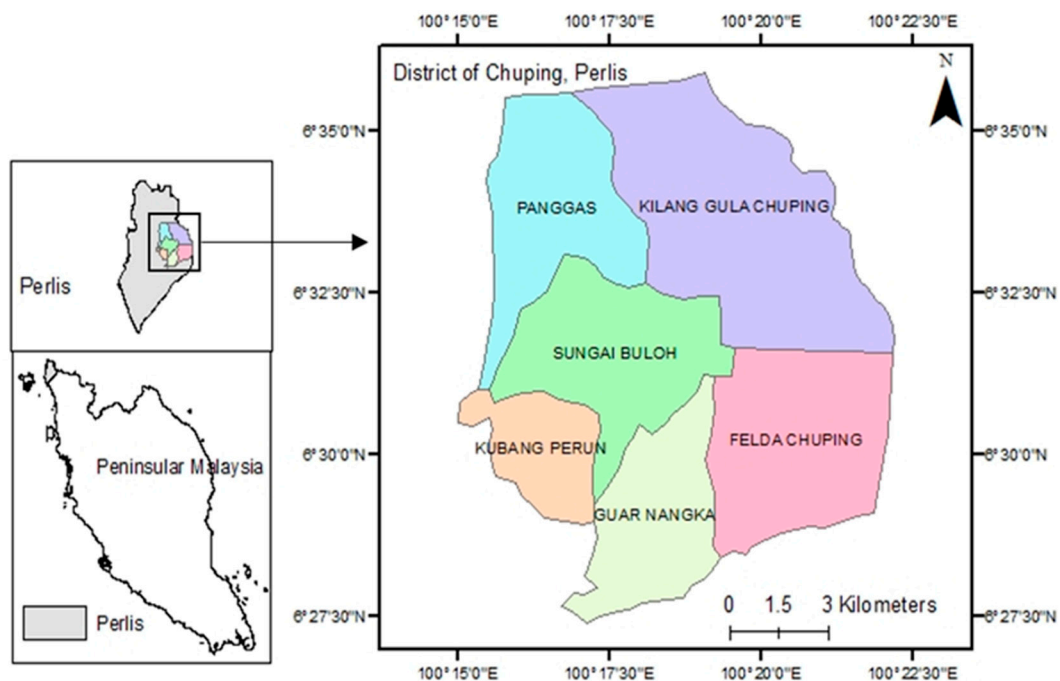 100°15'0"E 100°17'30"E 100°20'0"E 100°22'30"E
District of Chuping, Perlis
N
6°35'0"N 6°35'0"N
PANGGAS
KILANG GULA CHUPING
Perlis
6°32'30"N 6°32'30"N
SUNGAI BULOH
FELDA CHUPING
KUBANG PERUN
6°30'0"N 6°30'0"N
Peninsular Malaysia
GUAR NANGKA
0 1.5 3 Kilometers
Perlis
6°27'30"N 6°27'30"N
100°15'0"E 100°17'30"E 100°20'0"E 100°22'30"E